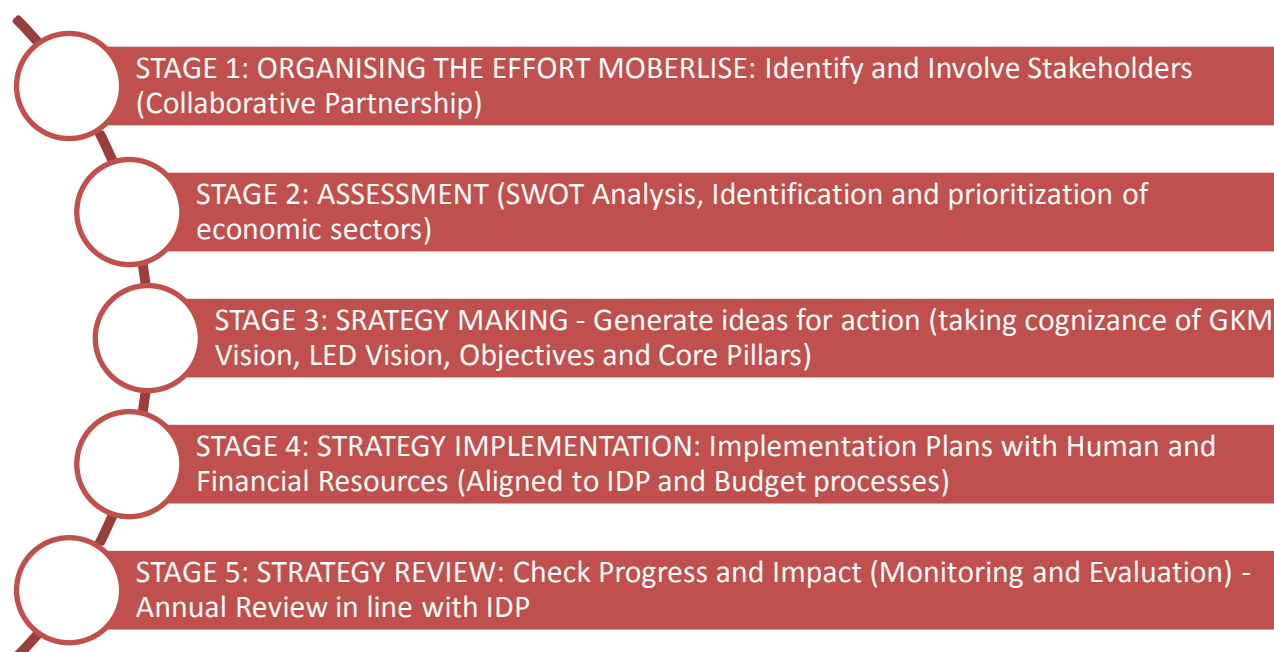 STAGE 1: ORGANISING THE EFFORT MOBERLISE: Identify and Involve Stakeholders
(Collaborative Partnership)
STAGE 2: ASSESSMENT (SWOT Analysis, Identification and prioritization of
economic sectors)
STAGE 3: SRATEGY MAKING - Generate ideas for action (taking cognizance of GKM
Vision, LED Vision, Objectives and Core Pillars)
STAGE 4: STRATEGY IMPLEMENTATION: Implementation Plans with Human and
Financial Resources (Aligned to IDP and Budget processes)
STAGE 5: STRATEGY REVIEW: Check Progress and Impact (Monitoring and Evaluation) -
Annual Review in line with IDP